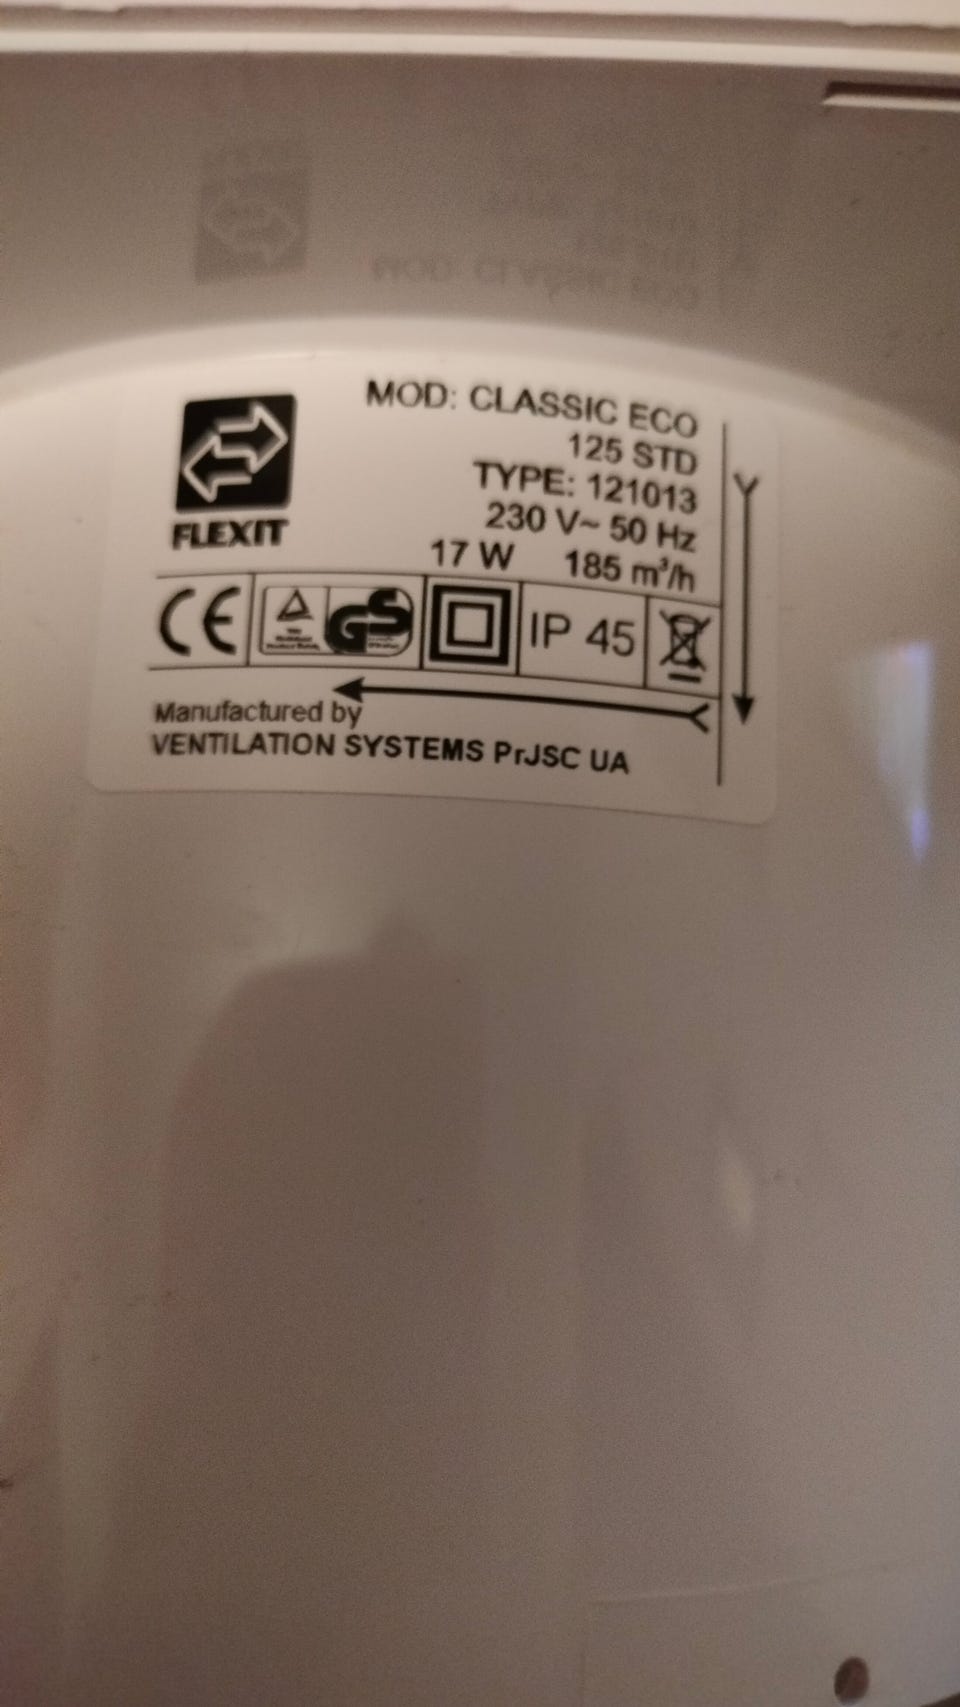 MOD: CLASSIC ECO
125 STD
TYPE: 121013
230 V~ 50 Hz
17 W 185 m³/h
FLEXIT
CE
GS
IP 45
Manufactured by
VENTILATION SYSTEMS PrJSC UA